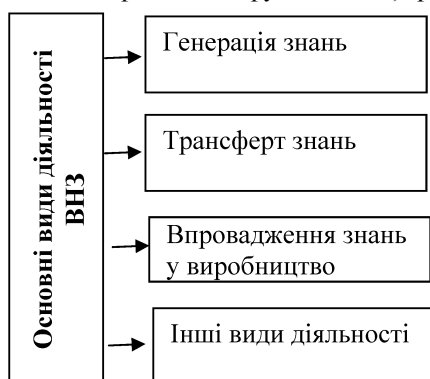 Основні види діяльності
ВНЗ
Генерація знань
Трансферт знань
Впровадження знань
у виробництво
Інші види діяльності